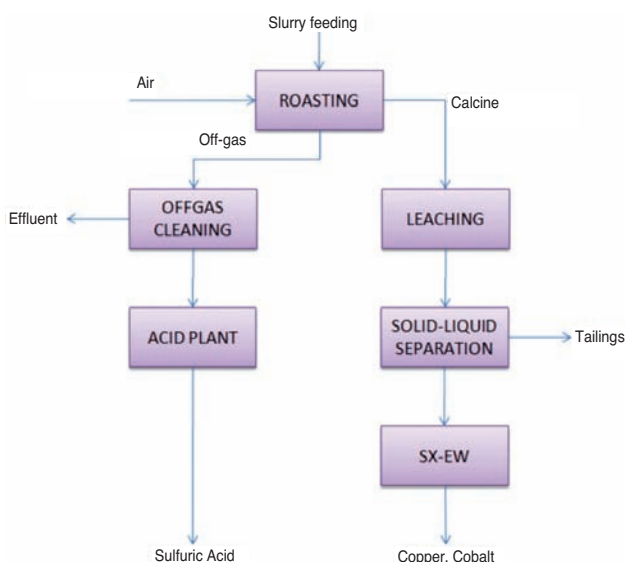 Slurry feeding
Air
ROASTING
Calcine
Off-gas
Effluent
OFFGAS
CLEANING
LEACHING
ACID PLANT
SOLID-LIQUID
SEPARATION
Tailings
SX-EW
Sulfuric Acid
Copper, Cobalt